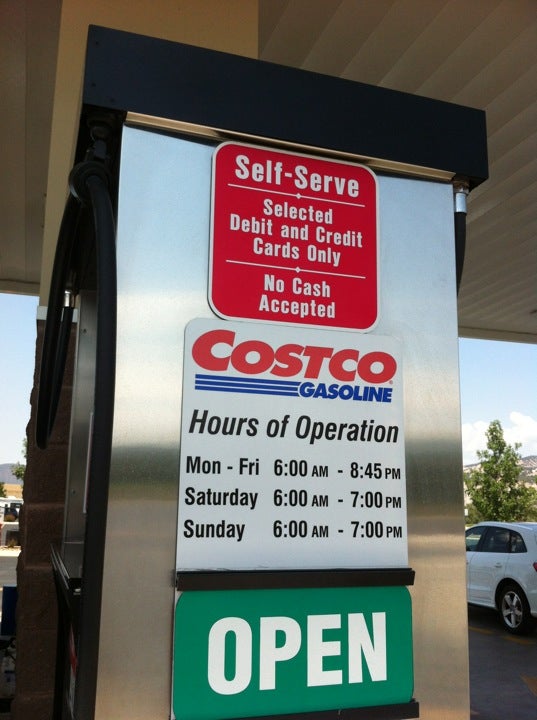 Self-Serve
Selected
Debit and Credit
Cards Only
No Cash
Accepted
COSTCO
GASOLINE
Hours of Operation
Mon - Fri 6:00 AM - 8:45 PM
Saturday 6:00 AM - 7:00 PM
Sunday 6:00 AM - 7:00 PM
OPEN